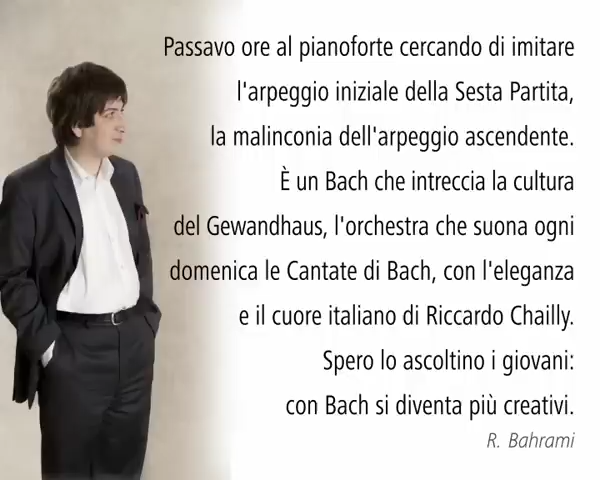 Passavo ore al pianoforte cercando di imitare
l'arpeggio iniziale della Sesta Partita,
la malinconia dell'arpeggio ascendente.
È un Bach che intreccia la cultura
del Gewandhaus, l'orchestra che suona ogni
domenica le Cantate di Bach, con l'eleganza
e il cuore italiano di Riccardo Chailly.
Spero lo ascoltino i giovani:
con Bach si diventa più creativi.
R. Bahrami